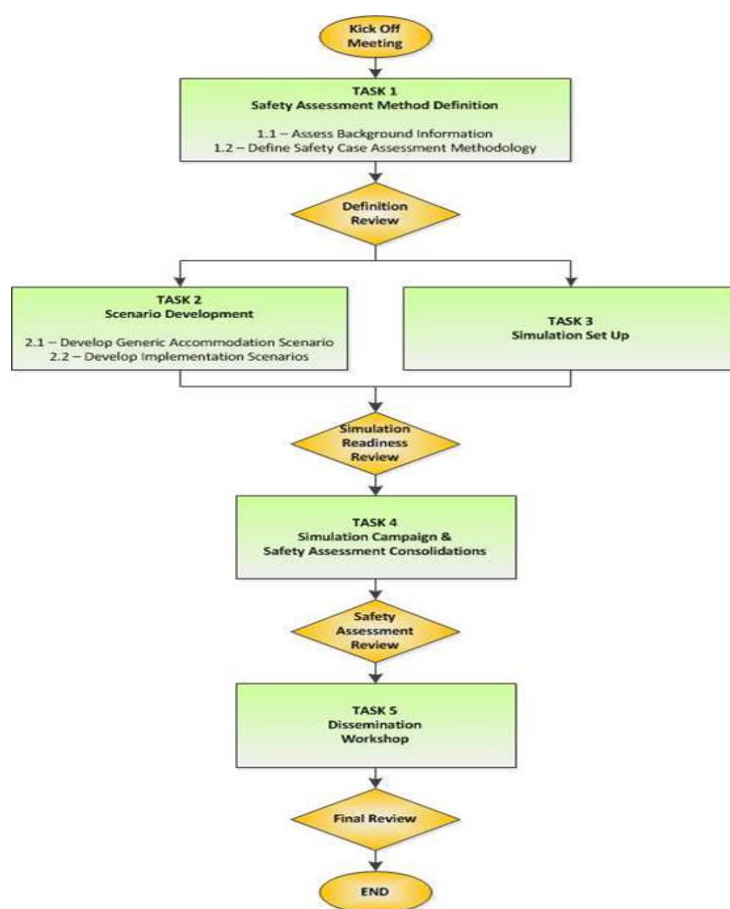 Kick Off
Meeting
TASK 1
Safety Assessment Method Definition
1.1 – Assess Background Information
1.2 – Define Safety Case Assessment Methodology
Definition
Review
TASK 2
Scenario Development
2.1 – Develop Generic Accommodation Scenario
2.2 – Develop Implementation Scenarios
TASK 3
Simulation Set Up
Simulation
Readiness
Review
TASK 4
Simulation Campaign &
Safety Assessment Consolidations
Safety
Assessment
Review
TASK 5
Dissemination
Workshop
Final Review
END